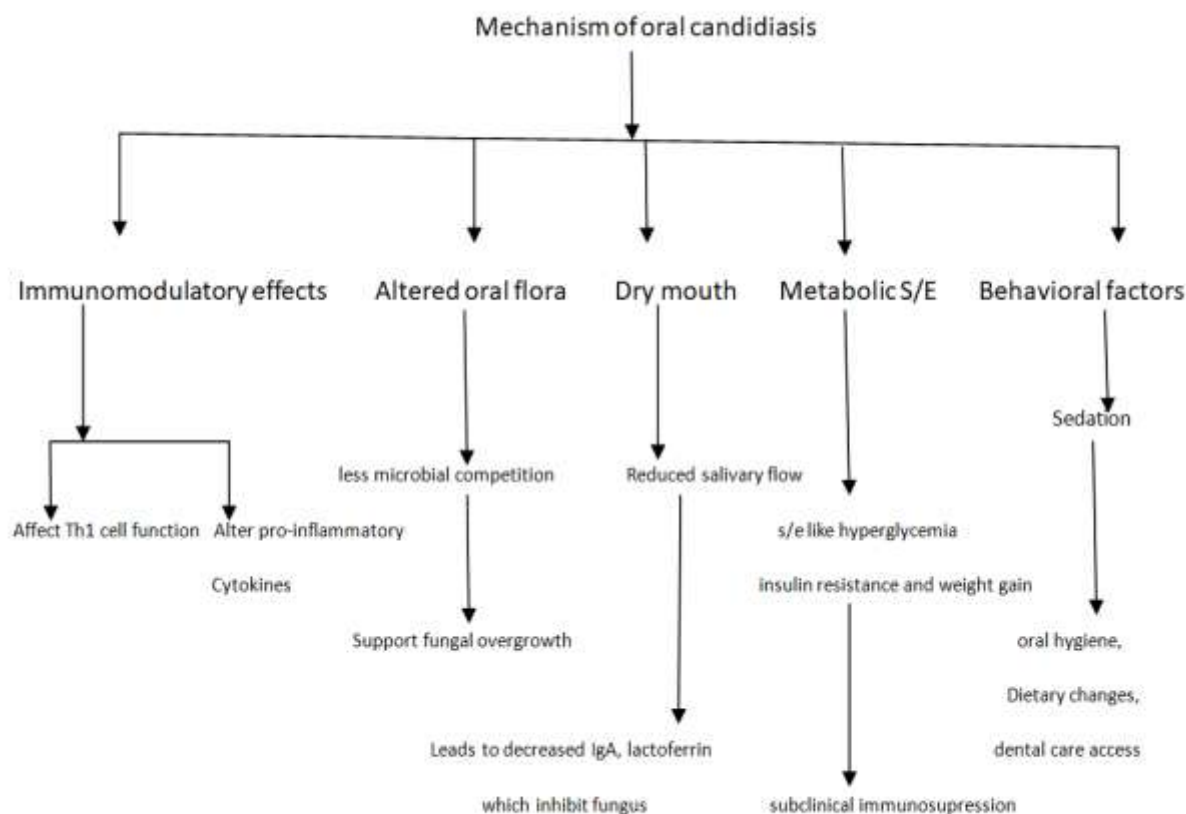 Mechanism of oral candidiasis
Immunomodulatory effects
Altered oral flora
Dry mouth
Metabolic S/E
Behavioral factors
Affect Th1 cell function
Alter pro-inflammatory
Cytokines
less microbial competition
Support fungal overgrowth
Reduced salivary flow
Leads to decreased IgA, lactoferrin
which inhibit fungus
s/e like hyperglycemia
insulin resistance and weight gain
subclinical immunosupression
Sedation
oral hygiene,
Dietary changes,
dental care access